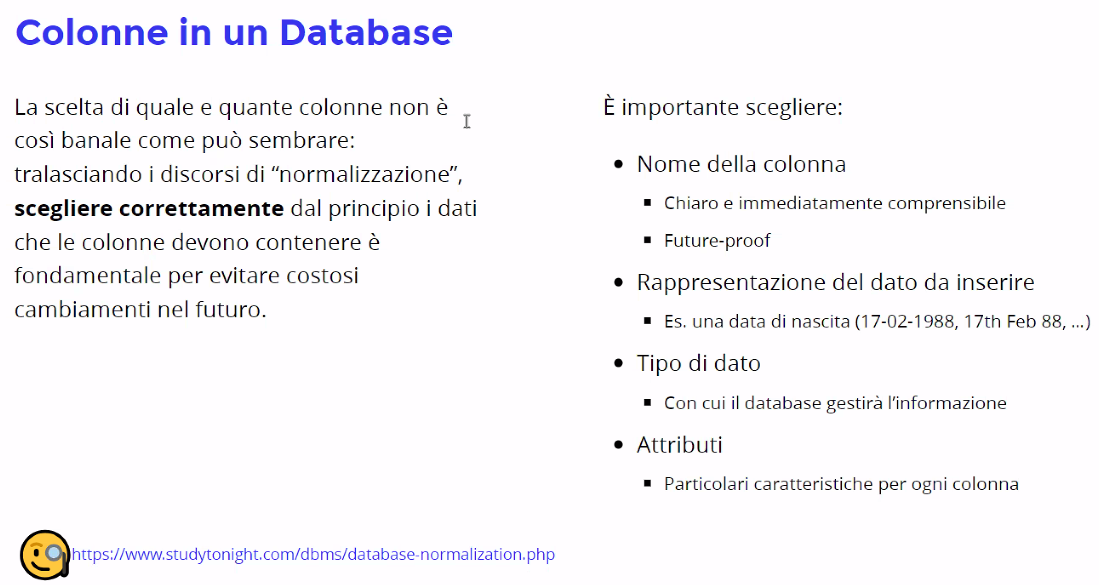 Colonne in un Database
La scelta di quale e quante colonne non è
così banale come può sembrare:
tralasciando i discorsi di “normalizzazione”,
scegliere correttamente dal principio i dati
che le colonne devono contenere è
fondamentale per evitare costosi
cambiamenti nel futuro.
È importante scegliere:
Nome della colonna
Chiaro e immediatamente comprensibile
Future-proof
Rappresentazione del dato da inserire
Es. una data di nascita (17-02-1988, 17th Feb 88, ...)
Tipo di dato
Con cui il database gestirà l’informazione
Attributi
Particolari caratteristiche per ogni colonna
https://www.studytonight.com/dbms/database-normalization.php